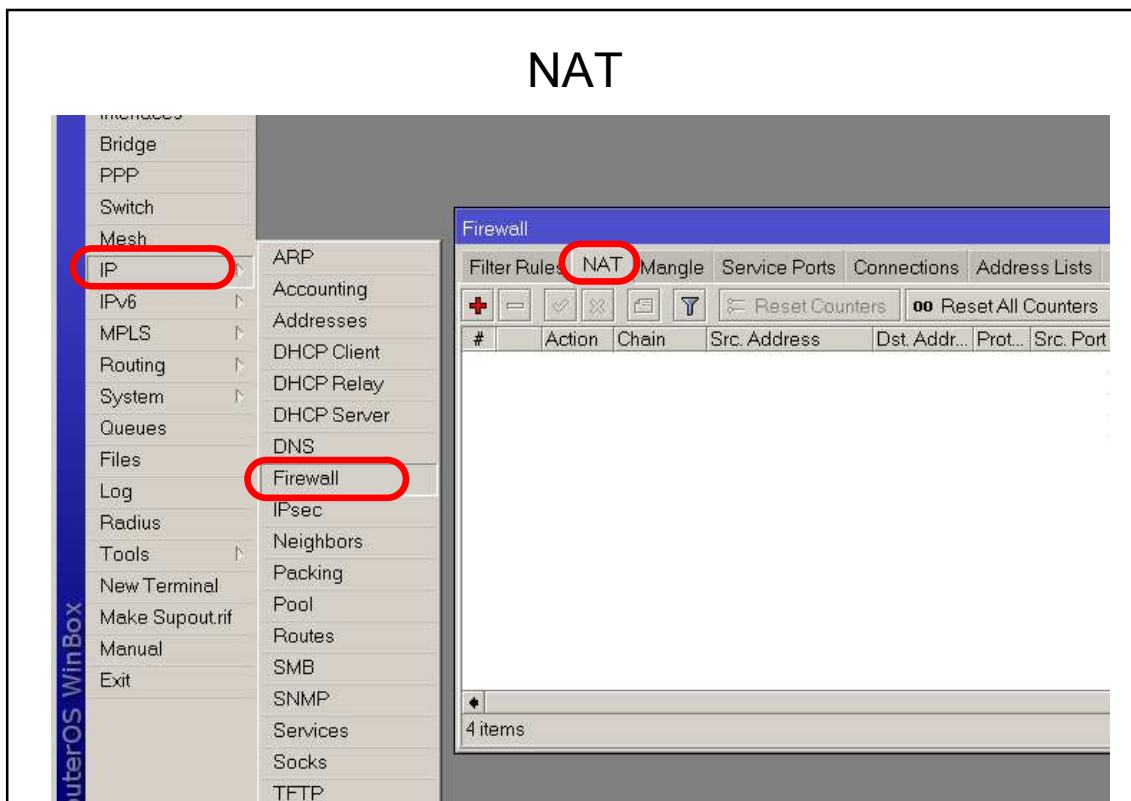 NAT
Interfaces
Bridge
PPP
Switch
Mesh
IP
IPv6
MPLS
Routing
System
Queues
Files
Log
Radius
Tools
New Terminal
Make Supout.rif
Manual
Exit
uterOS WinBox
ARP
Accounting
Addresses
DHCP Client
DHCP Relay
DHCP Server
DNS
Firewall
IPsec
Neighbors
Packing
Pool
Routes
SMB
SNMP
Services
Socks
TFTP
Firewall
Filter Rules NAT Mangle Service Ports Connections Address Lists
Reset Counters 00 Reset All Counters
# Action Chain Src. Address Dst. Addr... Prot... Src. Port
4 items